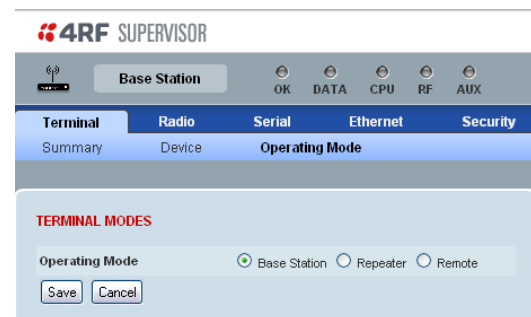 4RF SUPERVISOR
Base Station
OK DATA CPU RF AUX
Terminal Radio Serial Ethernet Security
Summary Device Operating Mode
TERMINAL MODES
Operating Mode Base Station Repeater Remote
Save Cancel